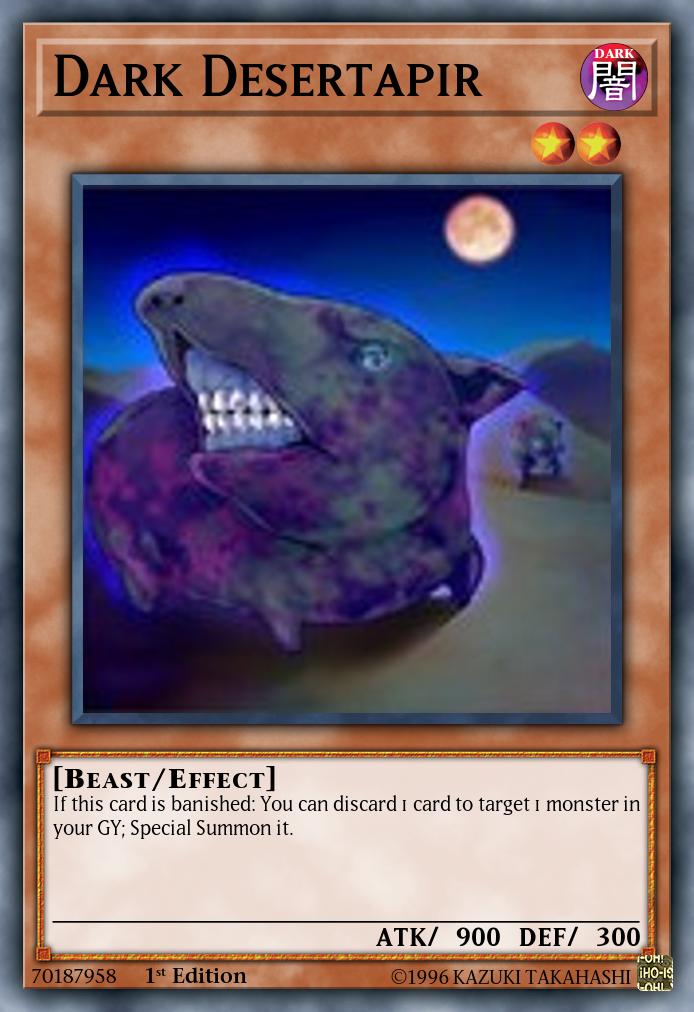 Dark Desertapir
DARK
闇
[Beast/Effect]
If this card is banished: You can discard 1 card to target 1 monster in
your GY; Special Summon it.
ATK/ 900 DEF/ 300
70187958 1st Edition ©1996 KAZUKI TAKAHASHI